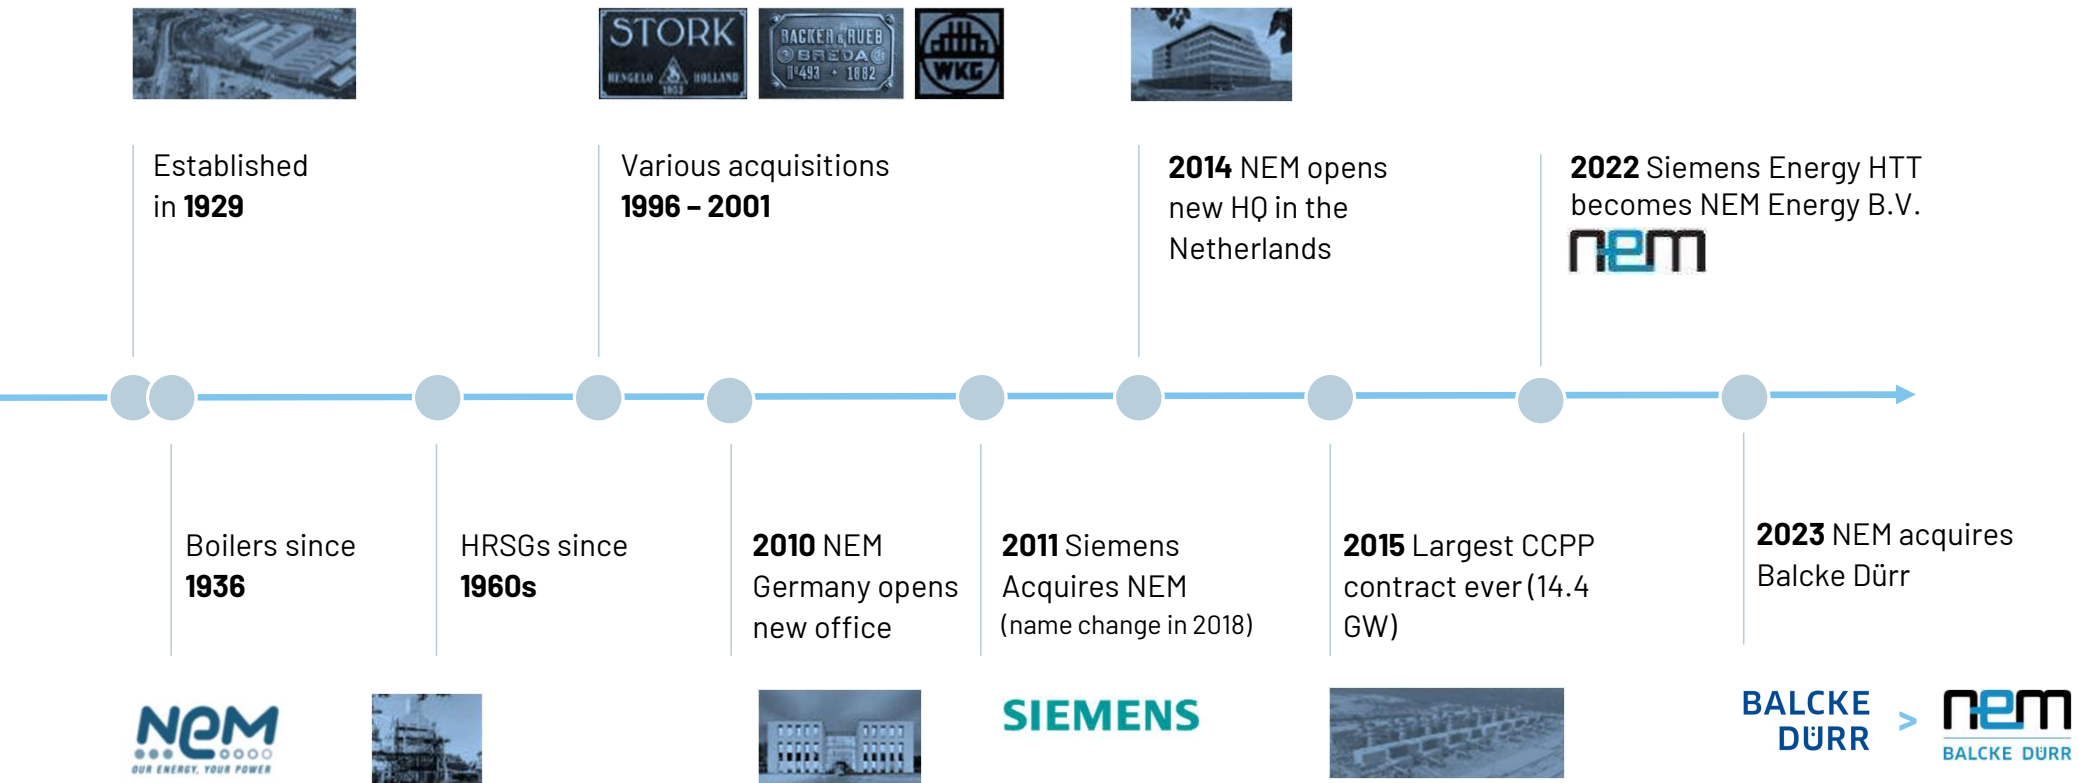 STORK
HENGELO HOLLAND
BACKER & RUEB
BREDA
Nº493 • 1882
WKG
Established
in 1929
Various acquisitions
1996 – 2001
2014 NEM opens
new HQ in the
Netherlands
2022 Siemens Energy HTT
becomes NEM Energy B.V.
nem
Boilers since
1936
HRSGs since
1960s
2010 NEM
Germany opens
new office
2011 Siemens
Acquires NEM
(name change in 2018)
2015 Largest CCPP
contract ever (14.4
GW)
2023 NEM acquires
Balcke Dürr
NeM
OUR ENERGY, YOUR POWER
SIEMENS
BALCKE
DÜRR
>
nem
BALCKE DÜRR